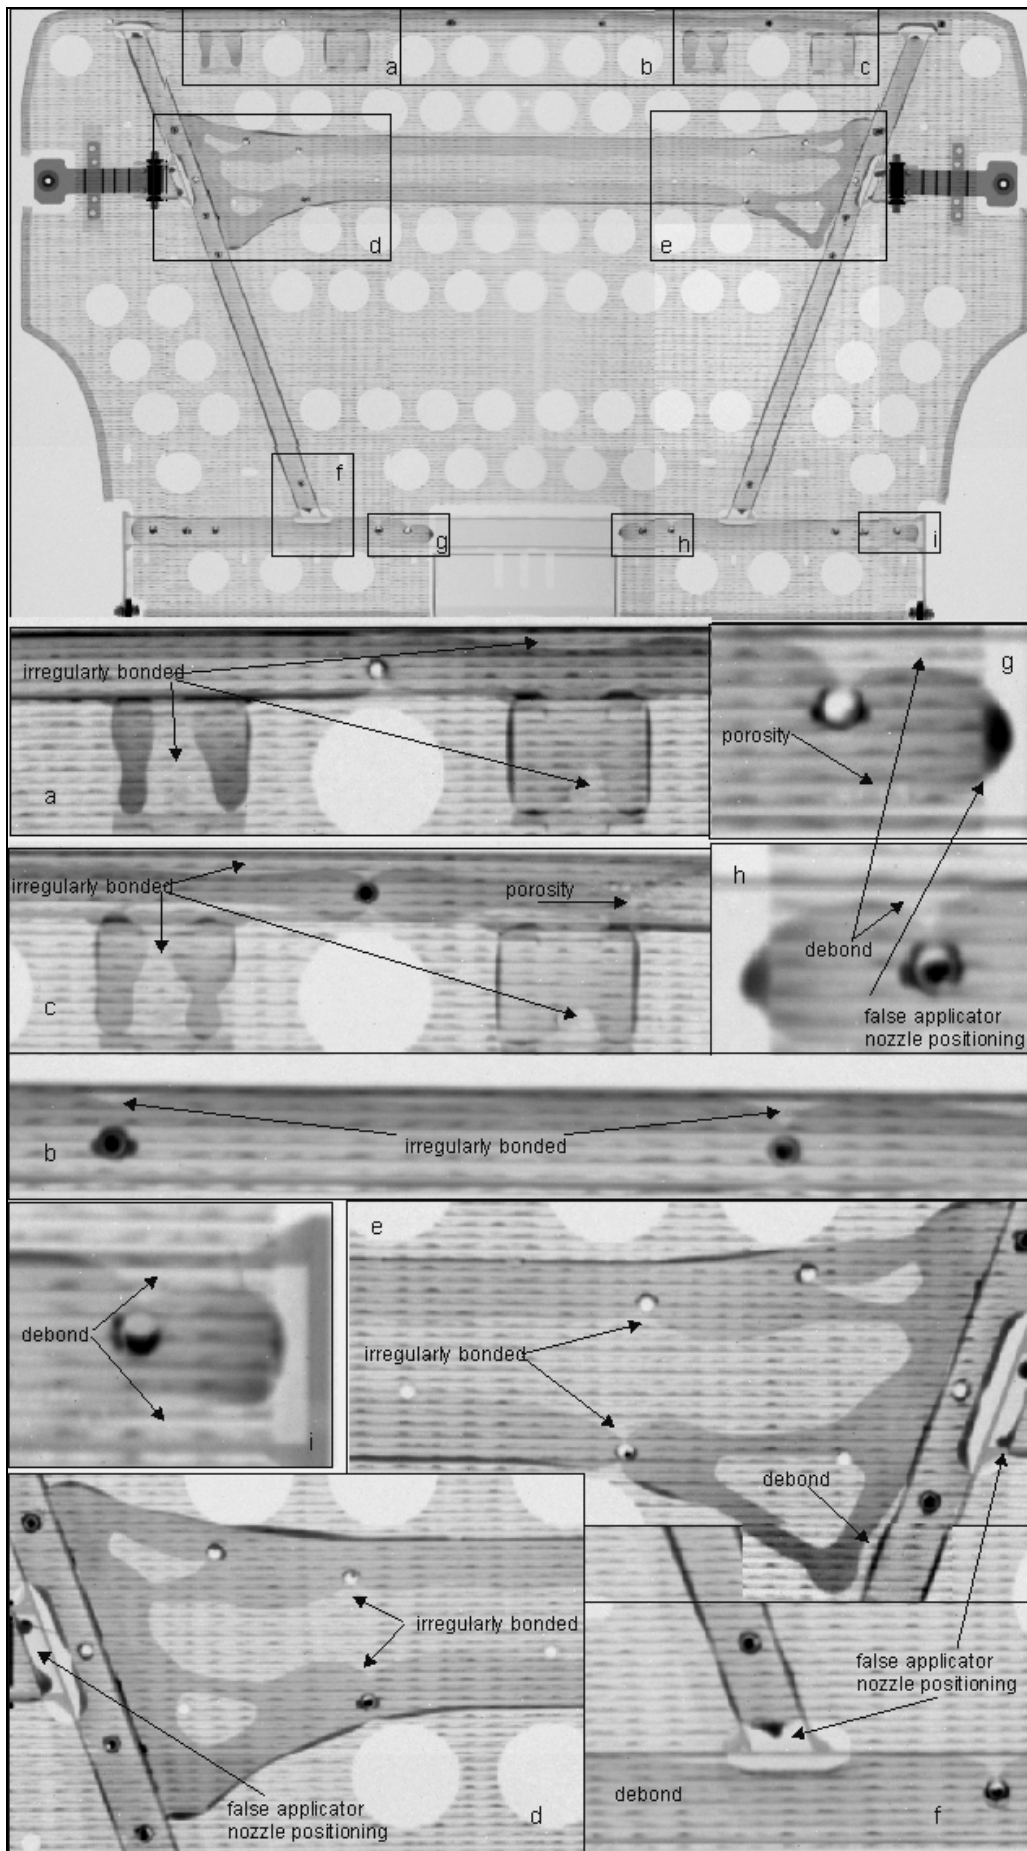 a
b
c
d
e
f
g
h
i
irregularly bonded
a
g
porosity
irregularly bonded
porosity
c
h
debond
false applicator
nozzle positioning
b
irregularly bonded
debond
i
e
irregularly bonded
debond
irregularly bonded
false applicator
nozzle positioning
d
false applicator
nozzle positioning
debond
f